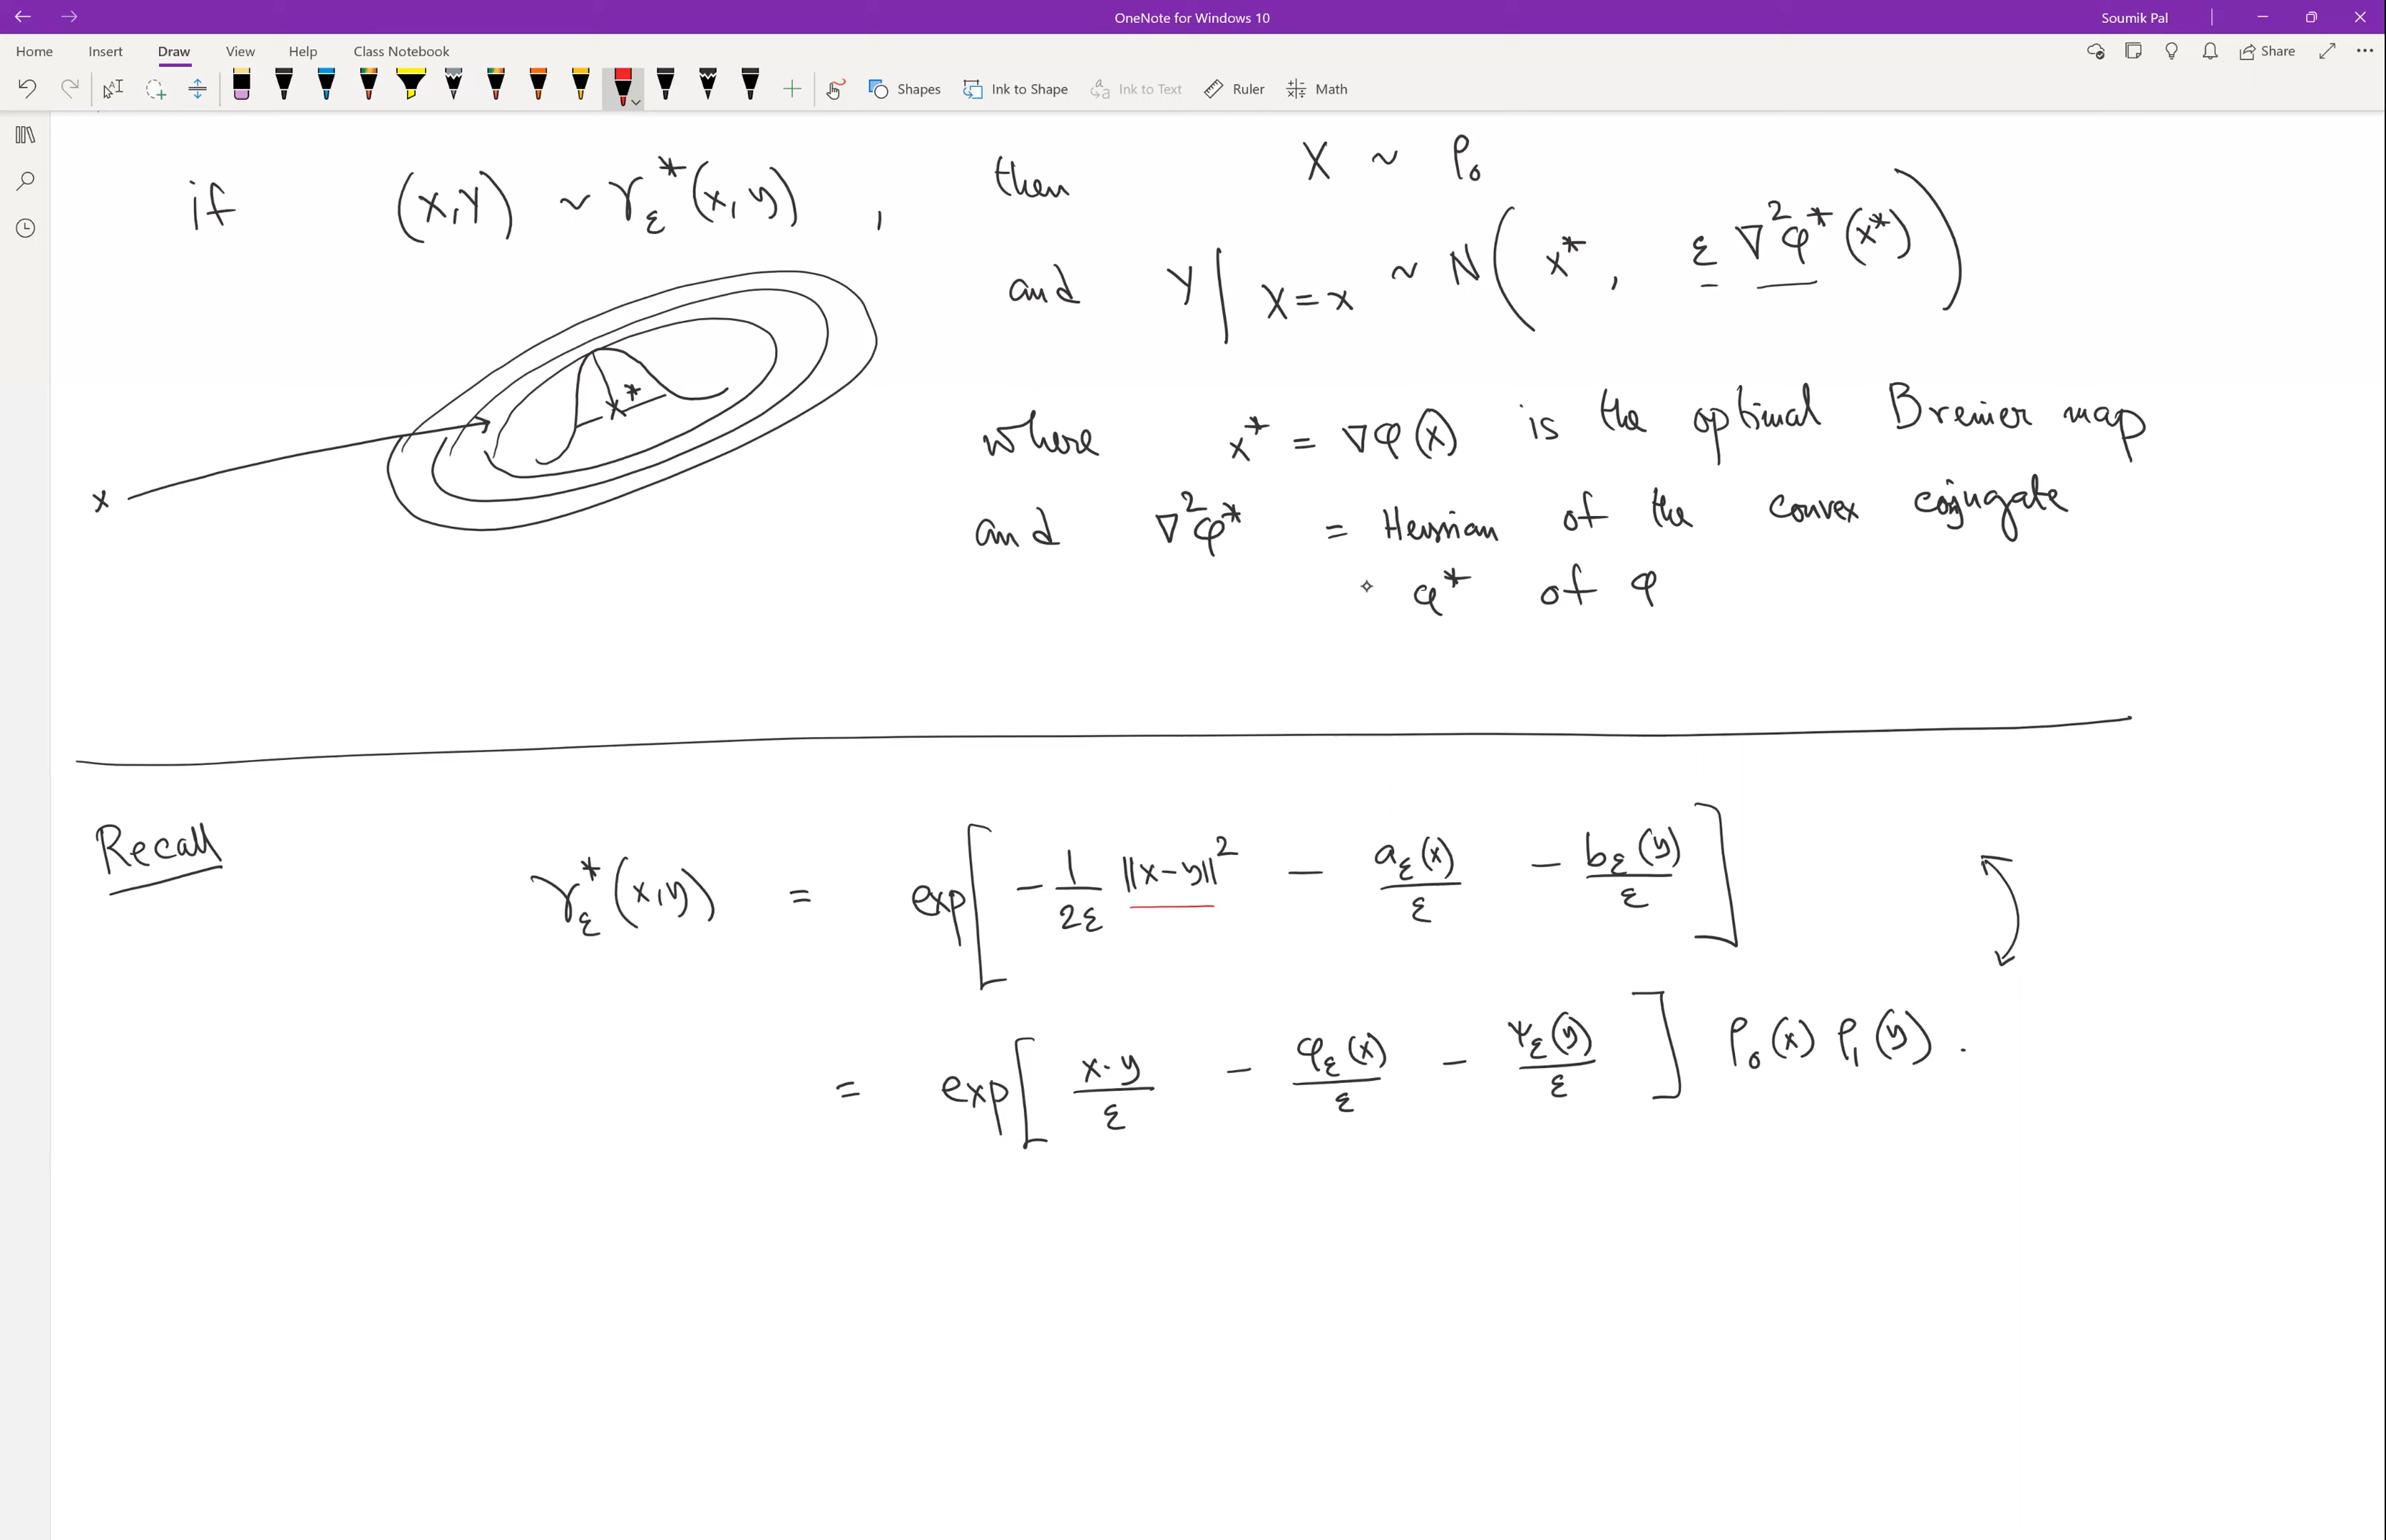 OneNote for Windows 10
Soumik Pal
Home Insert Draw View Help Class Notebook
Share
Shapes Ink to Shape Ink to Text Ruler Math
if (X,Y) ~ γ_ε^*(x,y), then X ~ ρ_0
and Y | X=x ~ N( x^*, ε ∇^2φ^*(x^*) )
x^*
where x^* = ∇φ(x) is the optimal Brenier map
x
and ∇^2φ^* = Hessian of the convex conjugate
φ^* of φ
Recall
γ_ε^*(x,y) = exp[ - 1/2ε ||x-y||^2 - a_ε(x)/ε - b_ε(y)/ε ]
= exp[ x·y/ε - φ_ε(x)/ε - ψ_ε(y)/ε ] ρ_0(x) ρ_1(y).